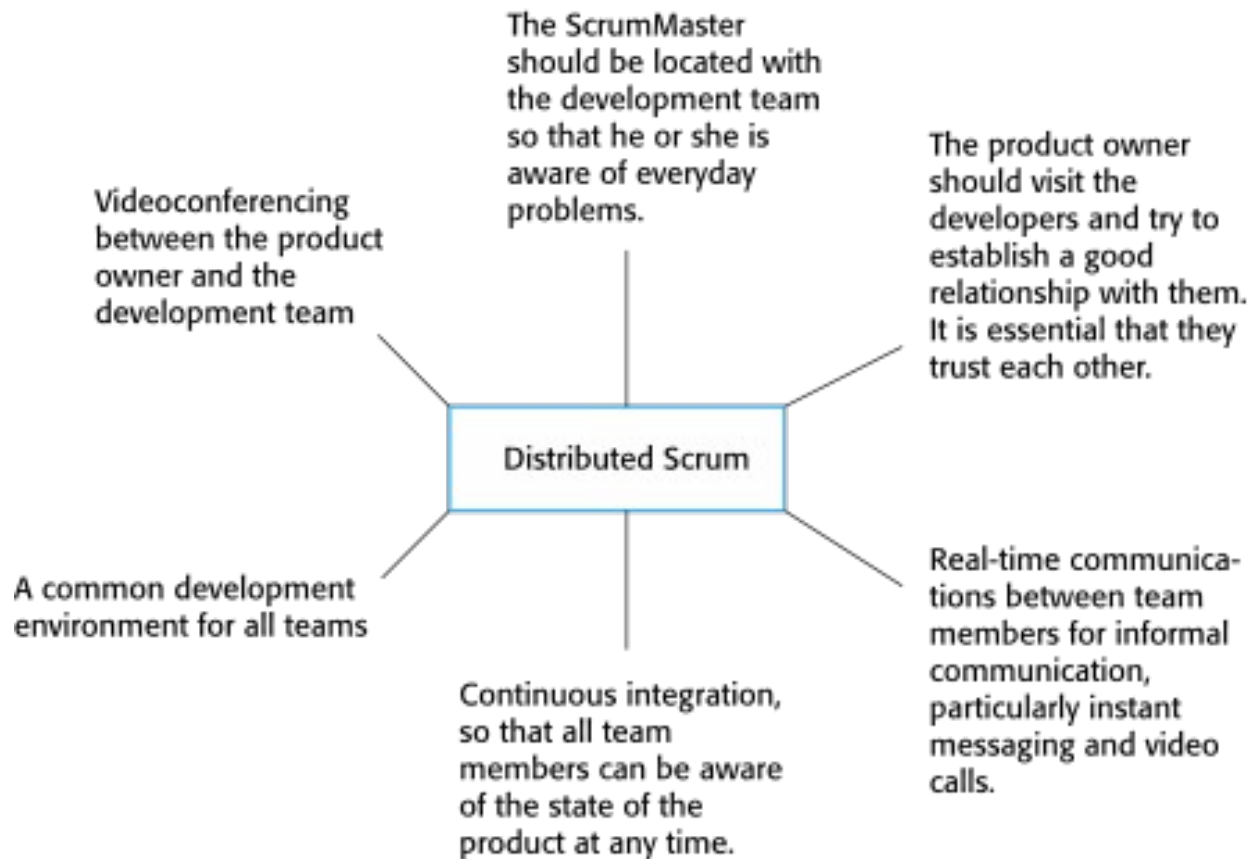 The ScrumMaster
should be located with
the development team
so that he or she is
aware of everyday
problems.
Videoconferencing
between the product
owner and the
development team
The product owner
should visit the
developers and try to
establish a good
relationship with them.
It is essential that they
trust each other.
Distributed Scrum
A common development
environment for all teams
Continuous integration,
so that all team
members can be aware
of the state of the
product at any time.
Real-time communica-
tions between team
members for informal
communication,
particularly instant
messaging and video
calls.